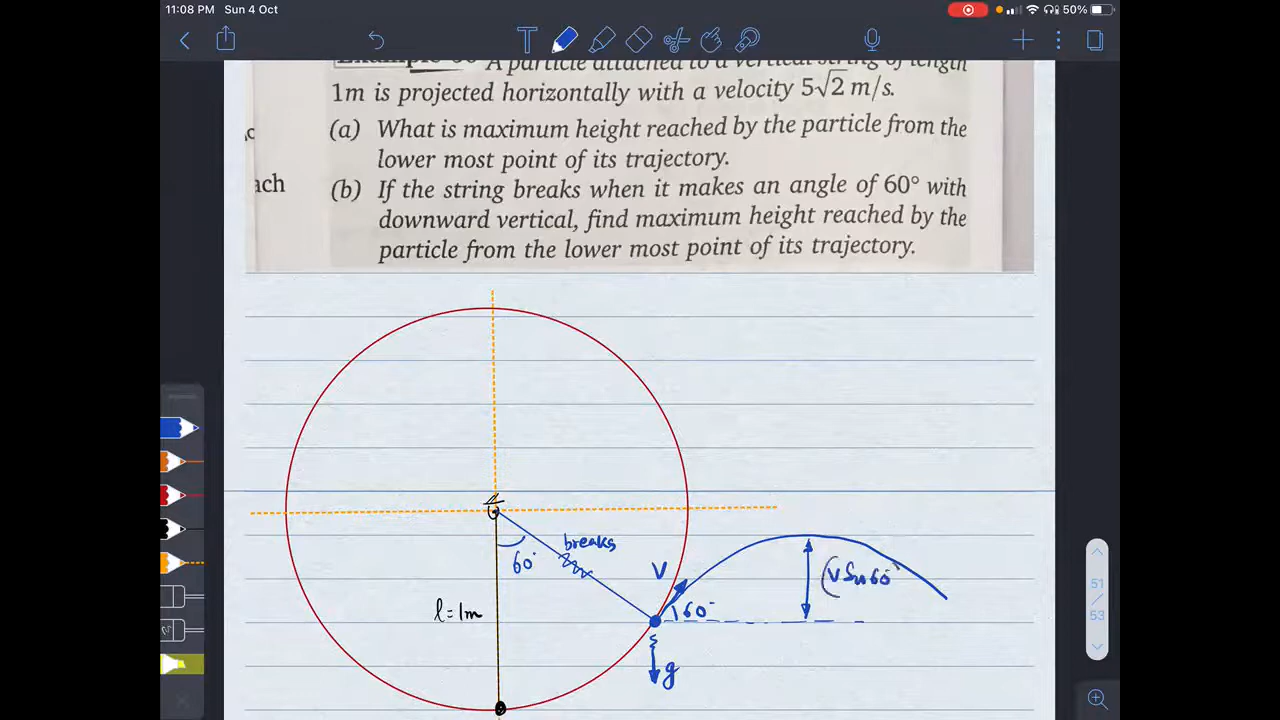 11:08 PM Sun 4 Oct
50%
A particle attached to a vertical string of length
1m is projected horizontally with a velocity 5√2 m/s.
(a) What is maximum height reached by the particle from the
lower most point of its trajectory.
ach
(b) If the string breaks when it makes an angle of 60° with
downward vertical, find maximum height reached by the
particle from the lower most point of its trajectory.
breaks
60°
V
(V Sin 60°
60°
l=1m
g
51
53